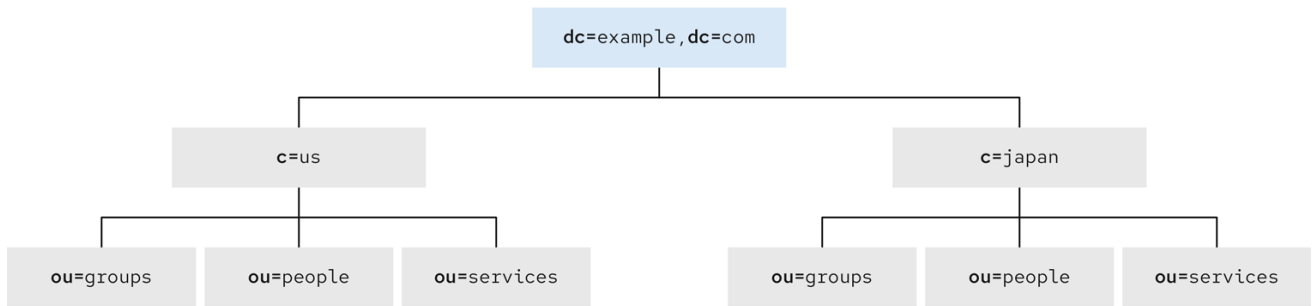 dc=example,dc=com
c=us
c=japan
ou=groups
ou=people
ou=services
ou=groups
ou=people
ou=services